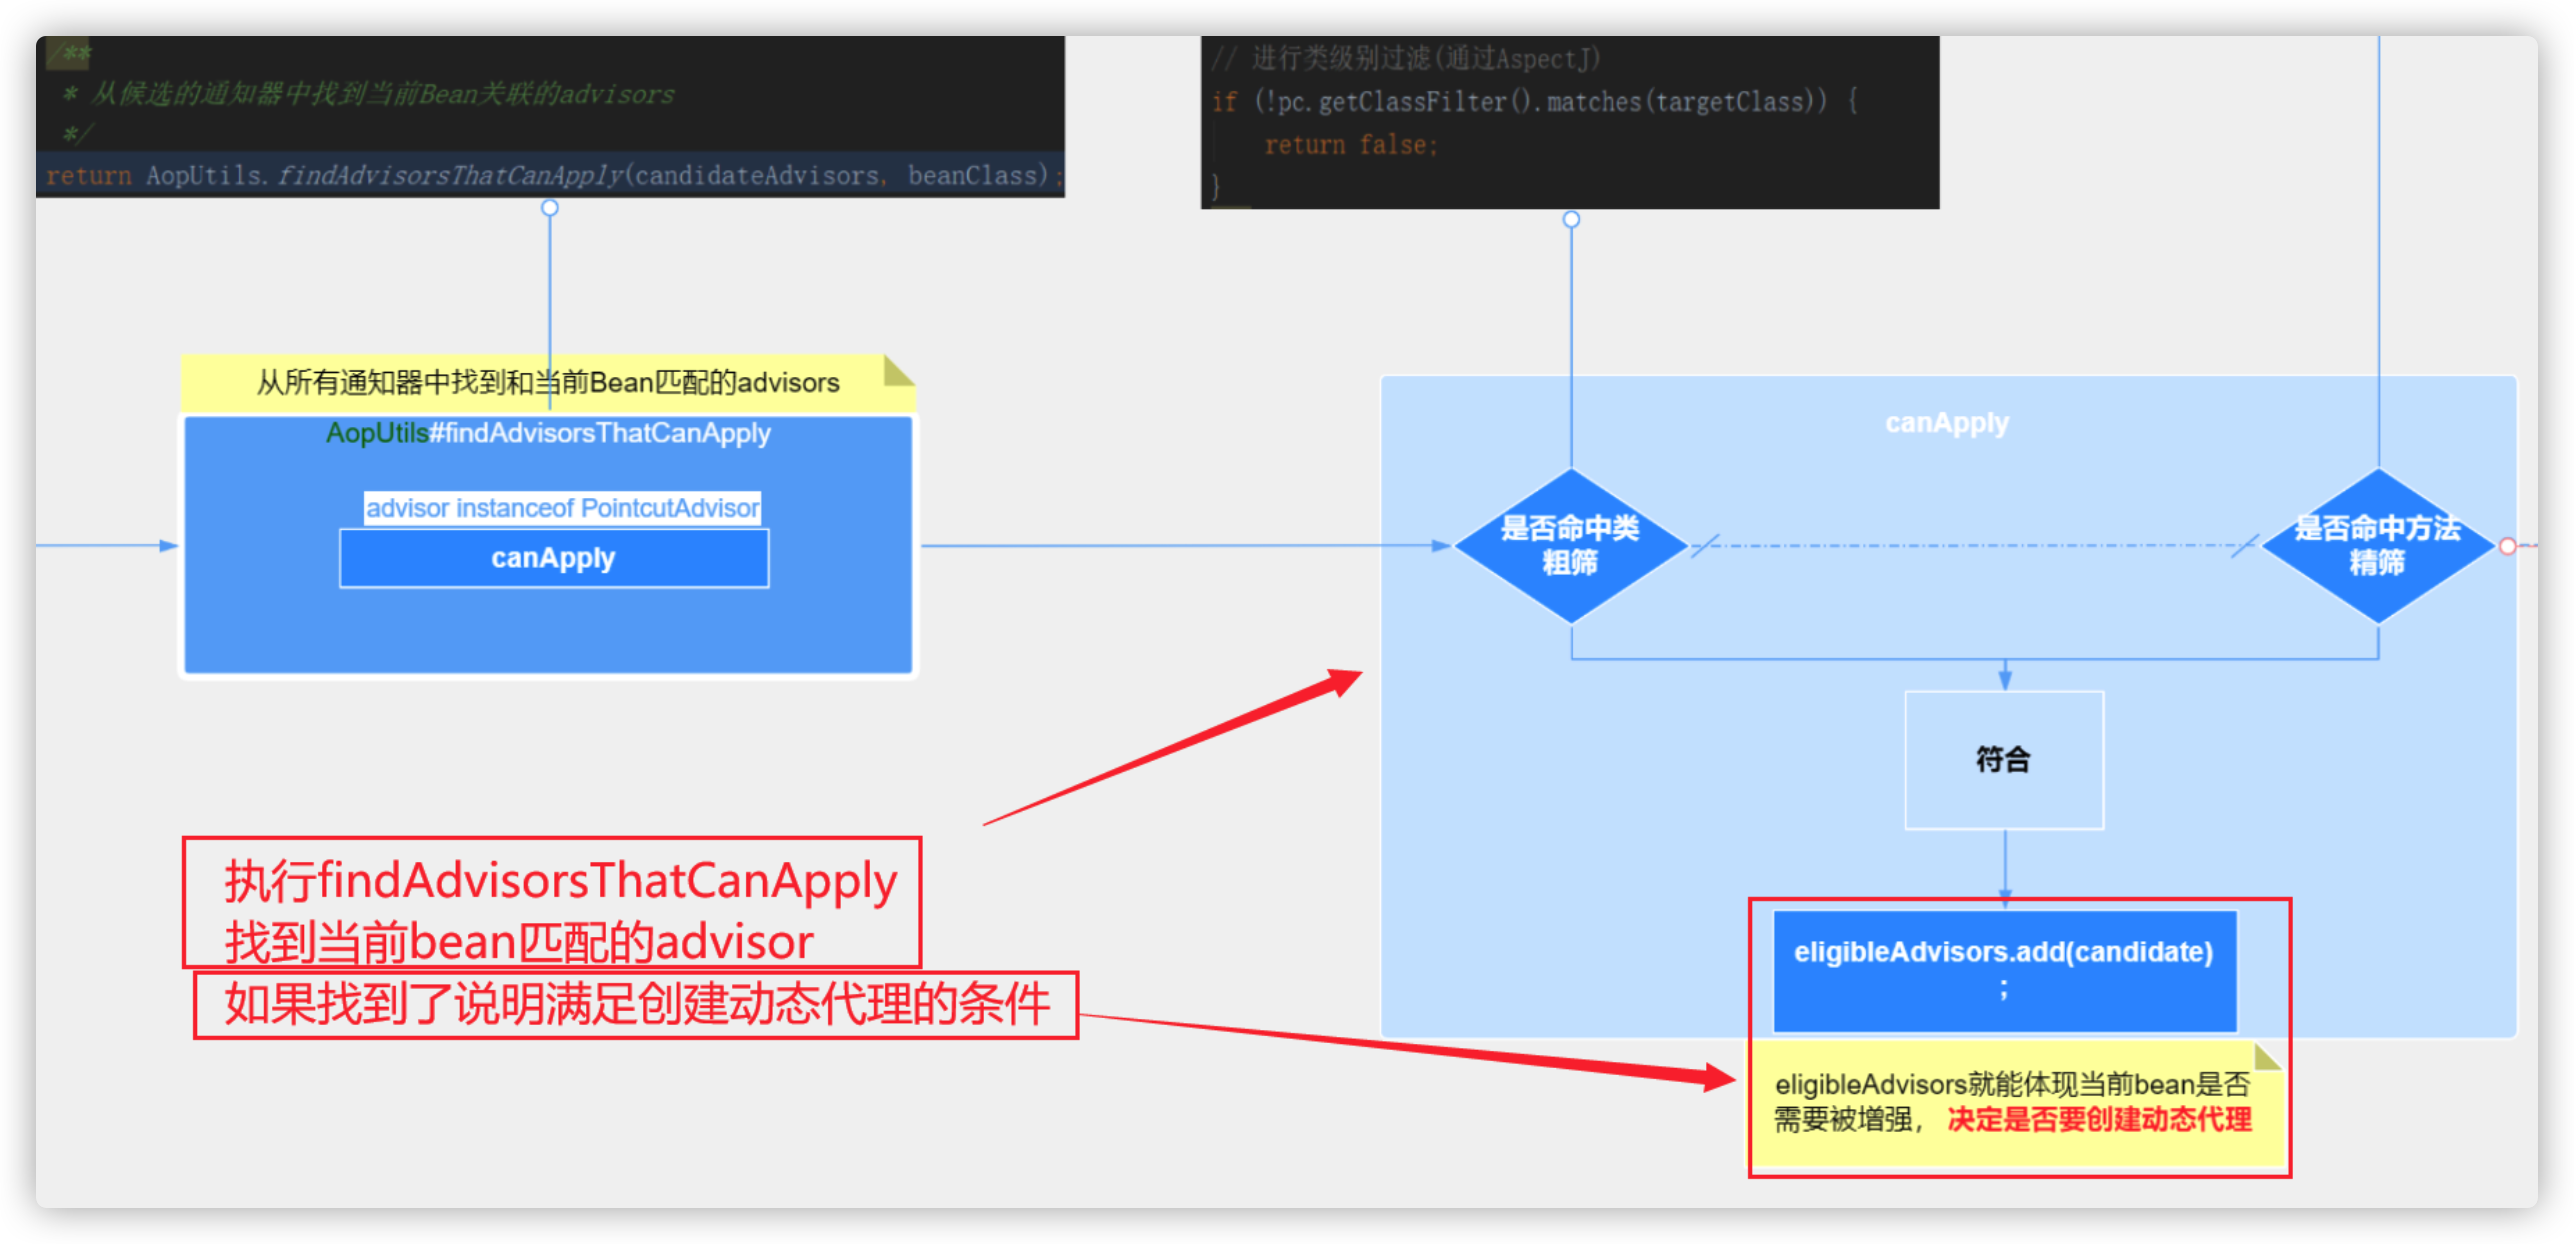 /**
* 从候选的通知器中找到当前Bean关联的advisors
*/
return AopUtils.findAdvisorsThatCanApply(candidateAdvisors, beanClass);
// 进行类级别过滤(通过AspectJ)
if (!pc.getClassFilter().matches(targetClass)) {
return false;
}
从所有通知器中找到和当前Bean匹配的advisors
AopUtils#findAdvisorsThatCanApply
advisor instanceof PointcutAdvisor
canApply
canApply
是否命中类
粗筛
是否命中方法
精筛
符合
eligibleAdvisors.add(candidate)
;
eligibleAdvisors就能体现当前bean是否
需要被增强， 决定是否要创建动态代理
执行findAdvisorsThatCanApply
找到当前bean匹配的advisor
如果找到了说明满足创建动态代理的条件